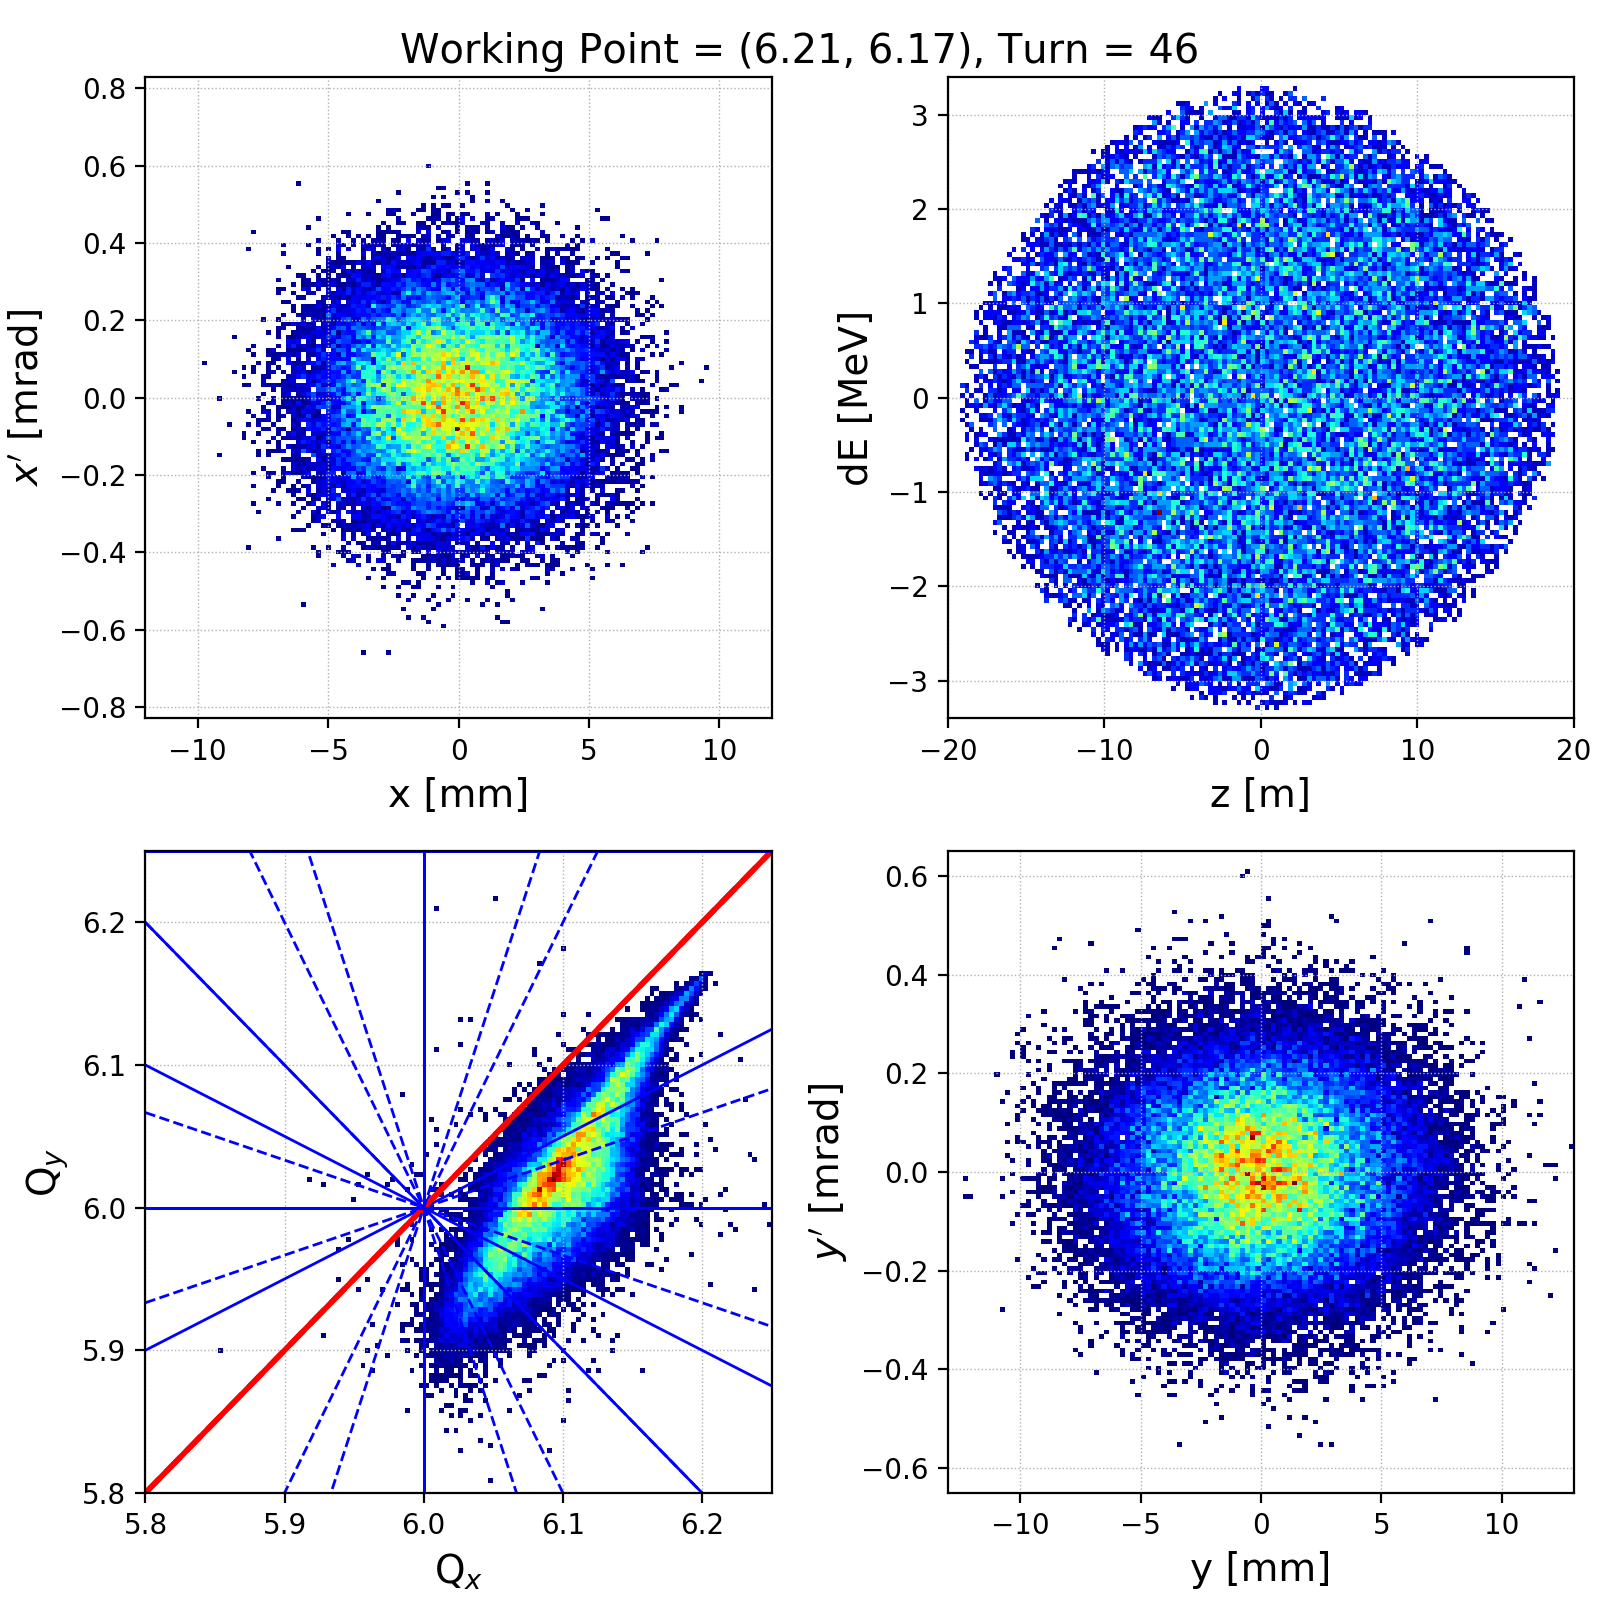 Working Point = (6.21, 6.17), Turn = 46
0.8
0.6
0.4
0.2
0.0
−0.2
−0.4
−0.6
−0.8
x′ [mrad]
−10 −5 0 5 10
x [mm]
3
2
1
0
−1
−2
−3
dE [MeV]
−20 −10 0 10 20
z [m]
6.2
6.1
6.0
5.9
5.8
Qy
5.8 5.9 6.0 6.1 6.2
Qx
0.6
0.4
0.2
0.0
−0.2
−0.4
−0.6
y′ [mrad]
−10 −5 0 5 10
y [mm]